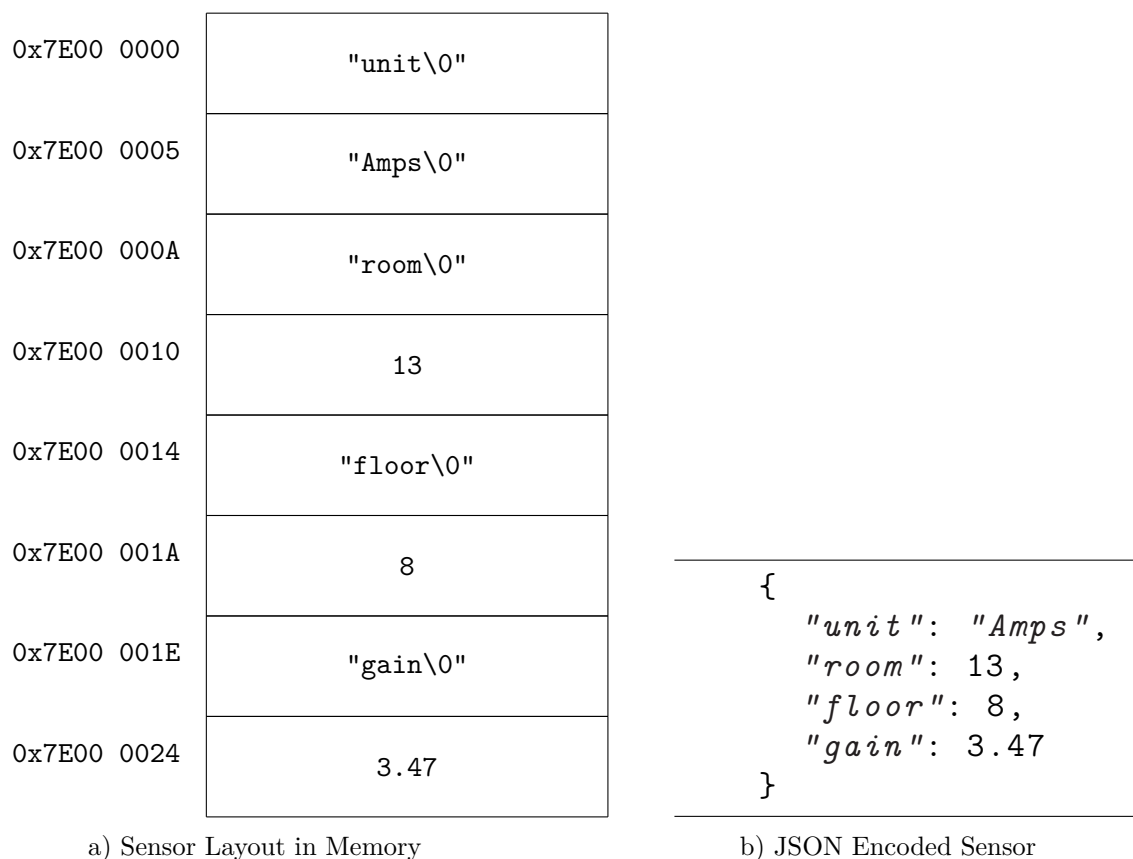 0x7E00 0000 "unit\0"
0x7E00 0005 "Amps\0"
0x7E00 000A "room\0"
0x7E00 0010 13
0x7E00 0014 "floor\0"
0x7E00 001A 8
0x7E00 001E "gain\0"
0x7E00 0024 3.47
a) Sensor Layout in Memory
{
"unit": "Amps",
"room": 13,
"floor": 8,
"gain": 3.47
}
b) JSON Encoded Sensor